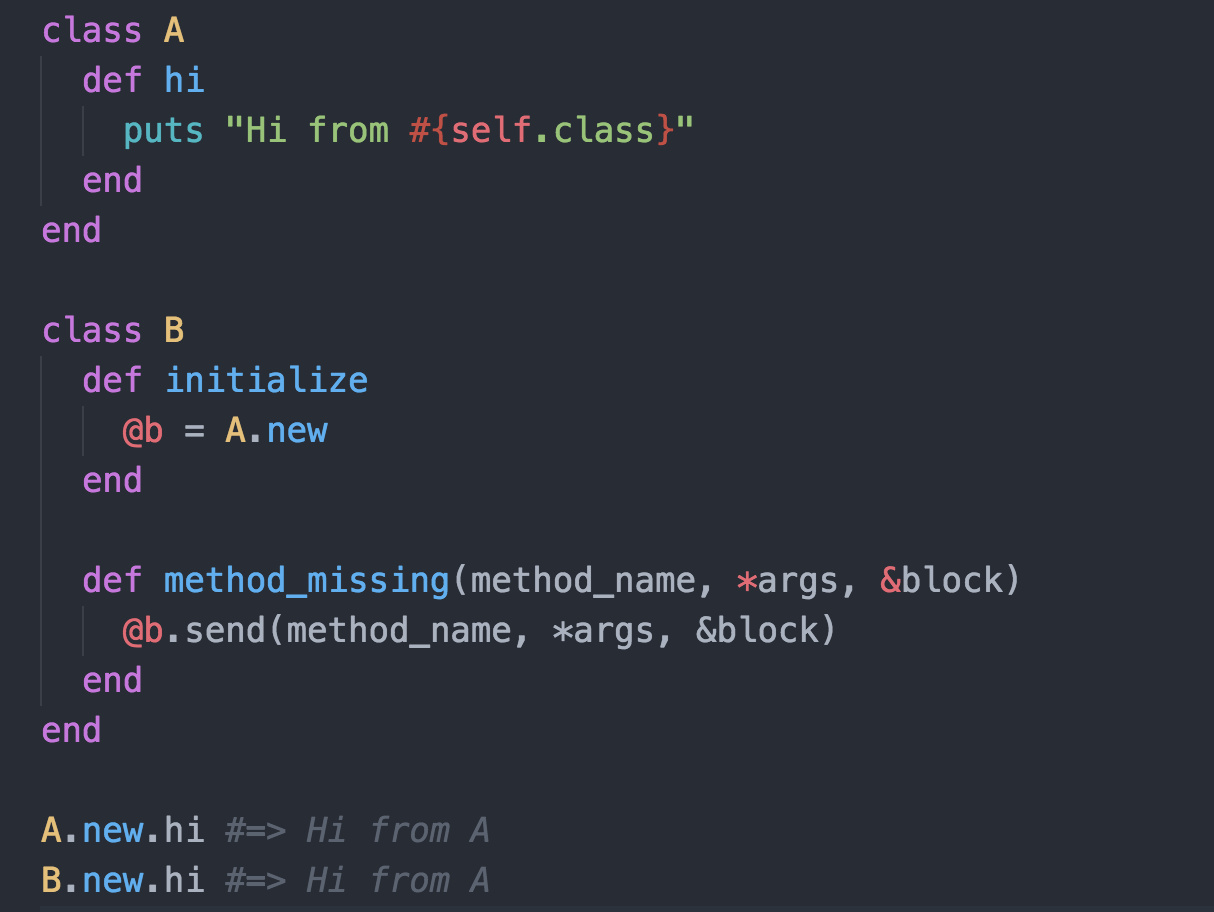 class A
  def hi
    puts "Hi from #{self.class}"
  end
end

class B
  def initialize
    @b = A.new
  end

  def method_missing(method_name, *args, &block)
    @b.send(method_name, *args, &block)
  end
end

A.new.hi #=> Hi from A
B.new.hi #=> Hi from A